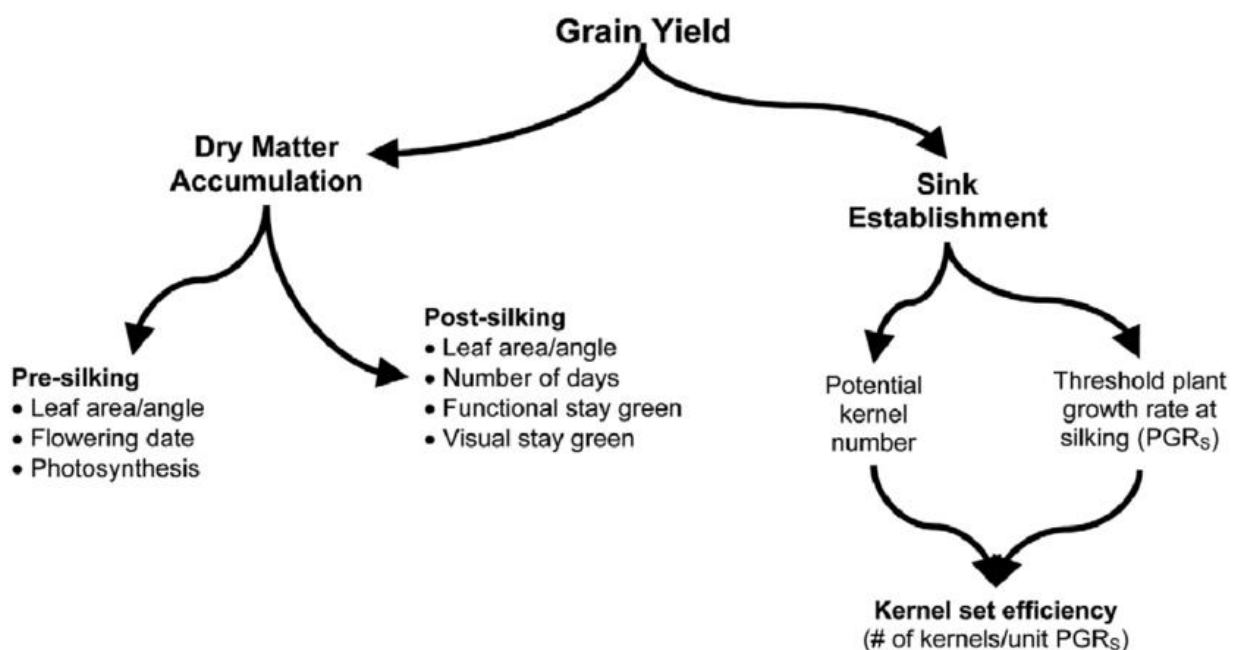 Grain Yield
Dry Matter
Accumulation
Sink
Establishment
Pre-silking
• Leaf area/angle
• Flowering date
• Photosynthesis
Post-silking
• Leaf area/angle
• Number of days
• Functional stay green
• Visual stay green
Potential
kernel
number
Threshold plant
growth rate at
silking (PGRS)
Kernel set efficiency
(# of kernels/unit PGRS)